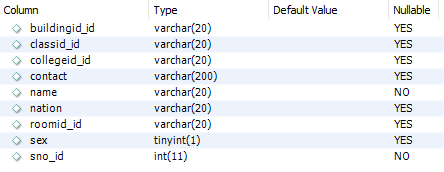 Column Type Default Value Nullable
buildingid_id varchar(20) YES
classid_id varchar(20) YES
collegeid_id varchar(20) YES
contact varchar(200) YES
name varchar(20) NO
nation varchar(20) YES
roomid_id varchar(20) YES
sex tinyint(1) YES
sno_id int(11) NO